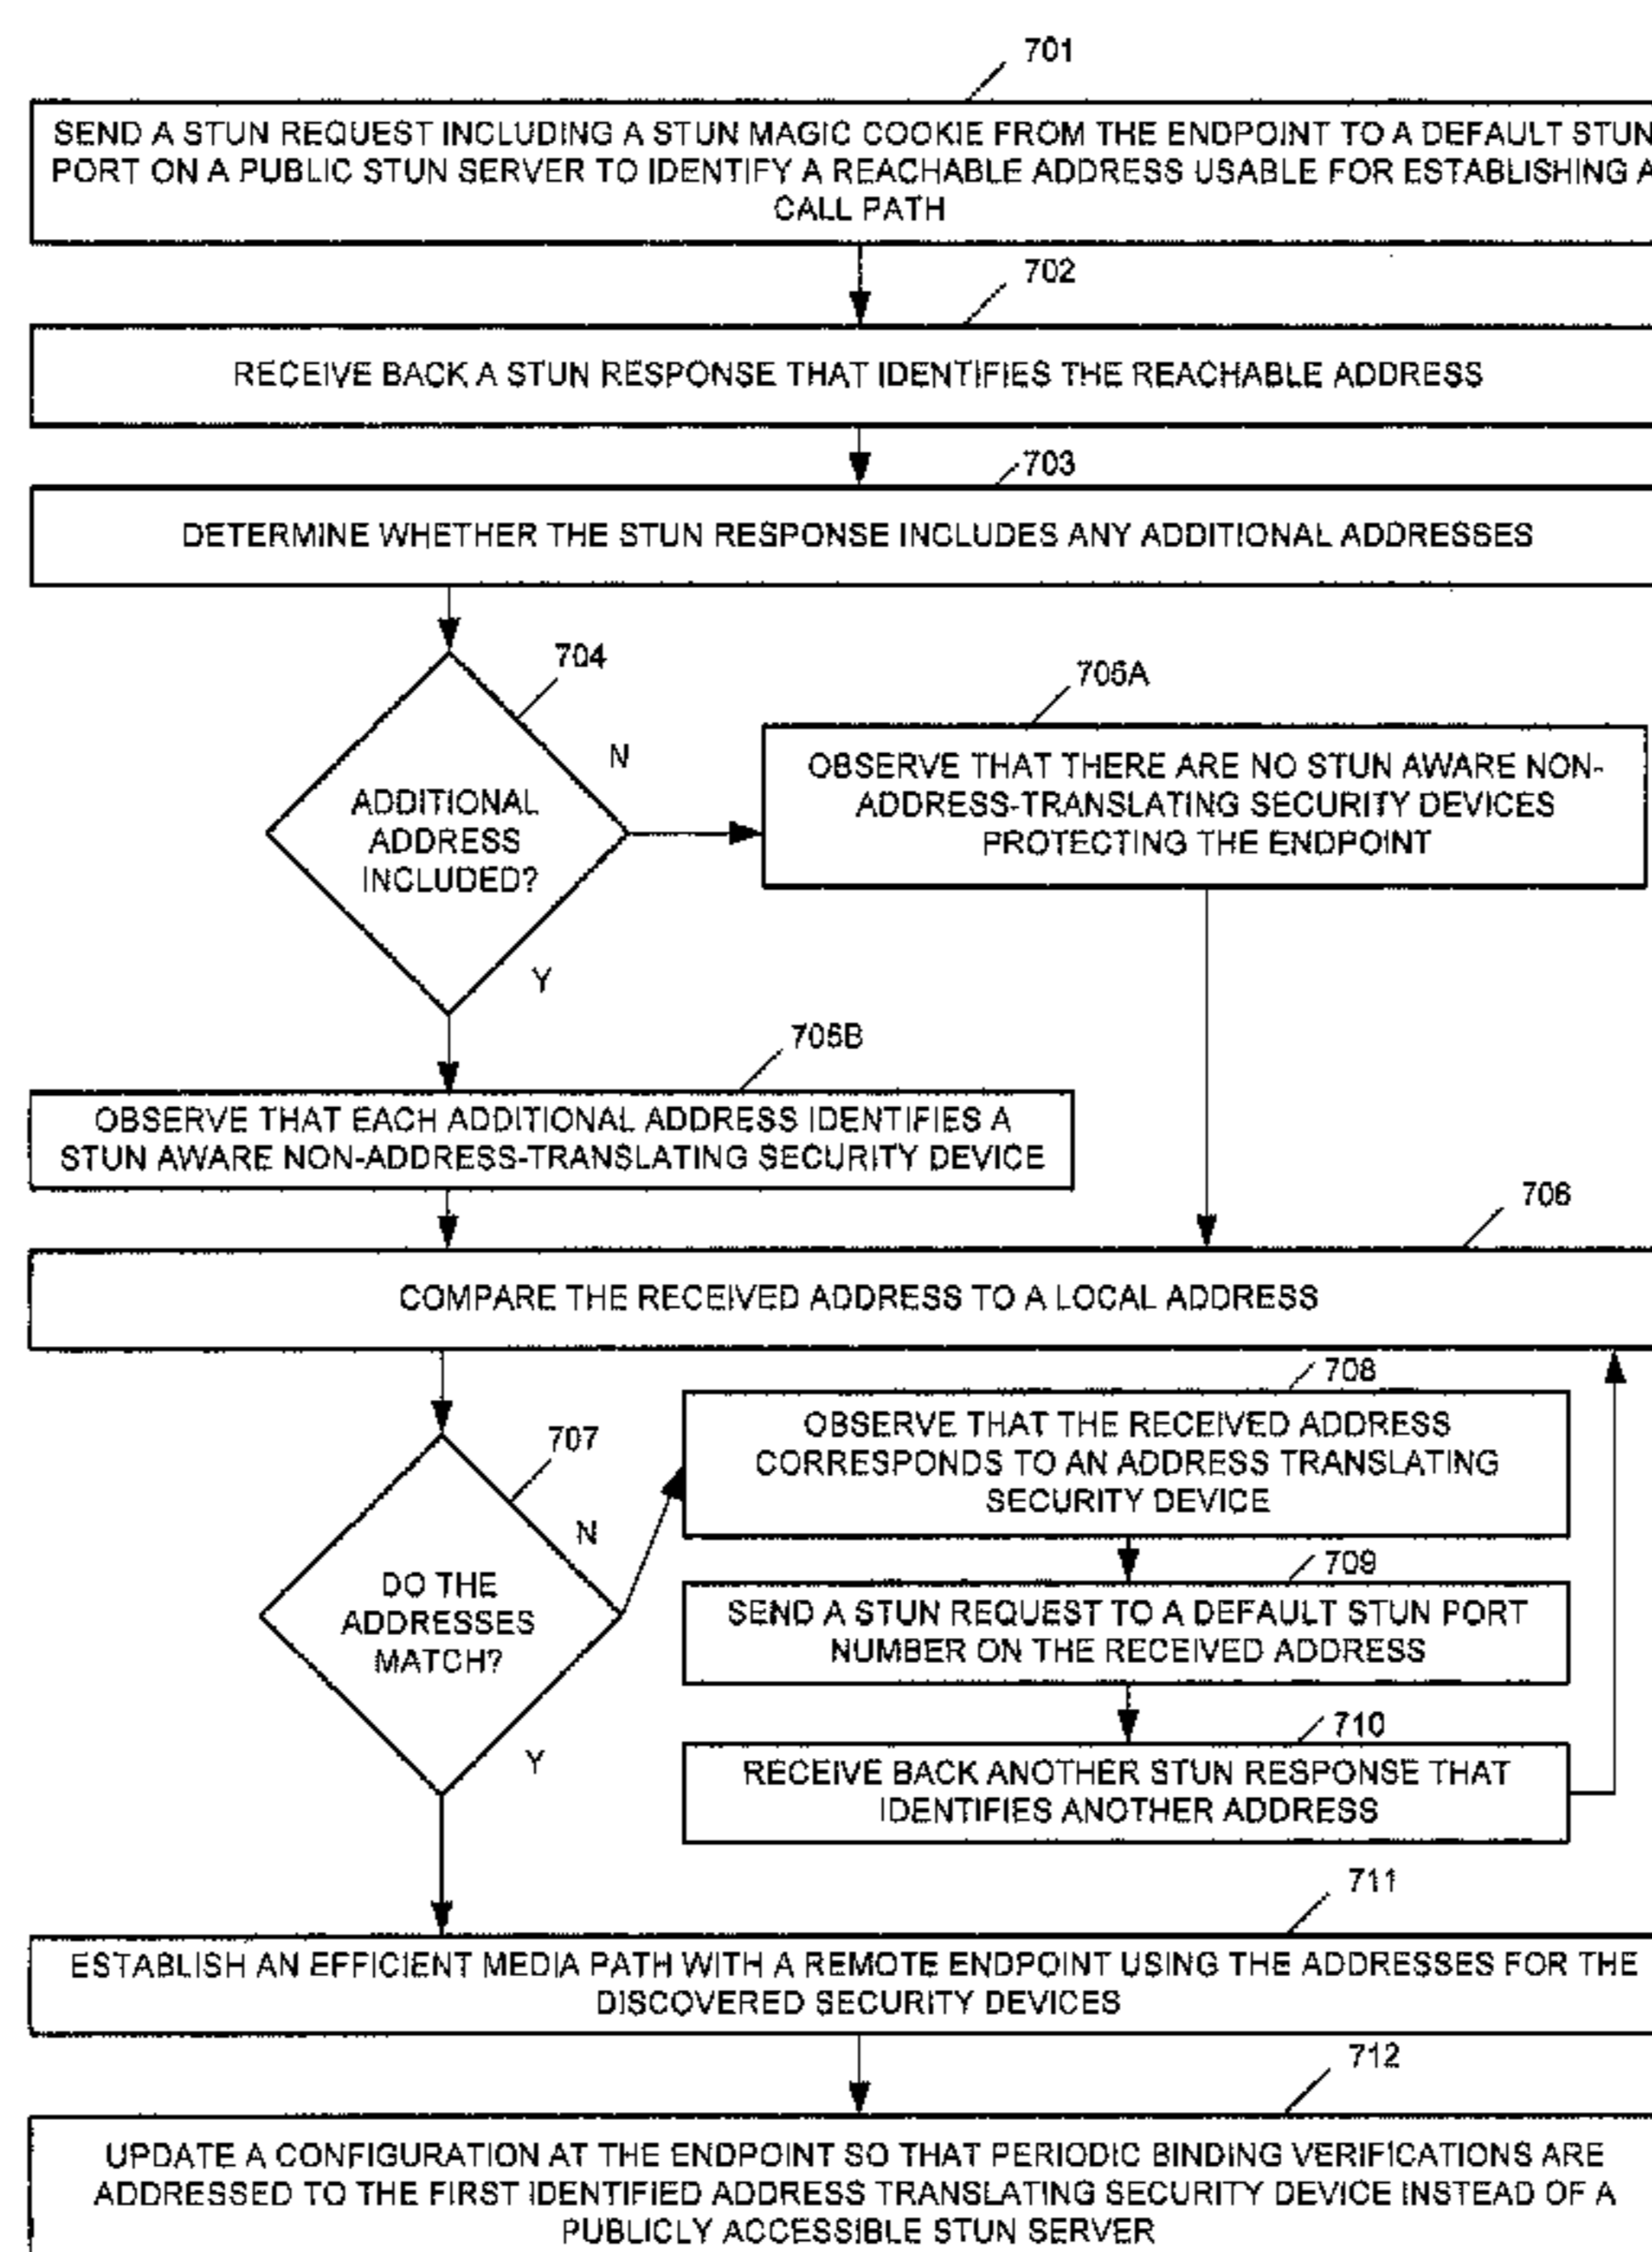 701
SEND A STUN REQUEST INCLUDING A STUN MAGIC COOKIE FROM THE ENDPOINT TO A DEFAULT STUN
PORT ON A PUBLIC STUN SERVER TO IDENTIFY A REACHABLE ADDRESS USABLE FOR ESTABLISHING A
CALL PATH
702
RECEIVE BACK A STUN RESPONSE THAT IDENTIFIES THE REACHABLE ADDRESS
703
DETERMINE WHETHER THE STUN RESPONSE INCLUDES ANY ADDITIONAL ADDRESSES
704
ADDITIONAL
ADDRESS
INCLUDED?
N
Y
705A
OBSERVE THAT THERE ARE NO STUN AWARE NON-
ADDRESS-TRANSLATING SECURITY DEVICES
PROTECTING THE ENDPOINT
705B
OBSERVE THAT EACH ADDITIONAL ADDRESS IDENTIFIES A
STUN AWARE NON-ADDRESS-TRANSLATING SECURITY DEVICE
706
COMPARE THE RECEIVED ADDRESS TO A LOCAL ADDRESS
707
DO THE
ADDRESSES
MATCH?
N
Y
708
OBSERVE THAT THE RECEIVED ADDRESS
CORRESPONDS TO AN ADDRESS TRANSLATING
SECURITY DEVICE
709
SEND A STUN REQUEST TO A DEFAULT STUN PORT
NUMBER ON THE RECEIVED ADDRESS
710
RECEIVE BACK ANOTHER STUN RESPONSE THAT
IDENTIFIES ANOTHER ADDRESS
711
ESTABLISH AN EFFICIENT MEDIA PATH WITH A REMOTE ENDPOINT USING THE ADDRESSES FOR THE
DISCOVERED SECURITY DEVICES
712
UPDATE A CONFIGURATION AT THE ENDPOINT SO THAT PERIODIC BINDING VERIFICATIONS ARE
ADDRESSED TO THE FIRST IDENTIFIED ADDRESS TRANSLATING SECURITY DEVICE INSTEAD OF A
PUBLICLY ACCESSIBLE STUN SERVER